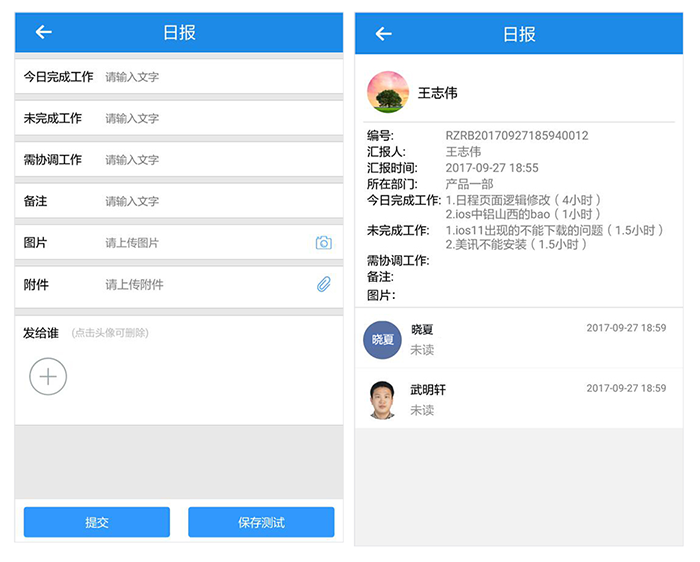 日报
今日完成工作 请输入文字
未完成工作 请输入文字
需协调工作 请输入文字
备注 请输入文字
图片 请上传图片
附件 请上传附件
发给谁 (点击头像可删除)
提交 保存测试
日报
王志伟
编号: RZRB20170927185940012
汇报人: 王志伟
汇报时间: 2017-09-27 18:55
所在部门: 产品一部
今日完成工作: 1.日程页面逻辑修改（4小时）
2.ios中铝山西的bao（1小时）
未完成工作: 1.ios11出现的不能下载的问题（1.5小时）
2.美讯不能安装（1.5小时）
需协调工作:
备注:
图片:
晓夏 晓夏 2017-09-27 18:59
未读
武明轩 2017-09-27 18:59
未读